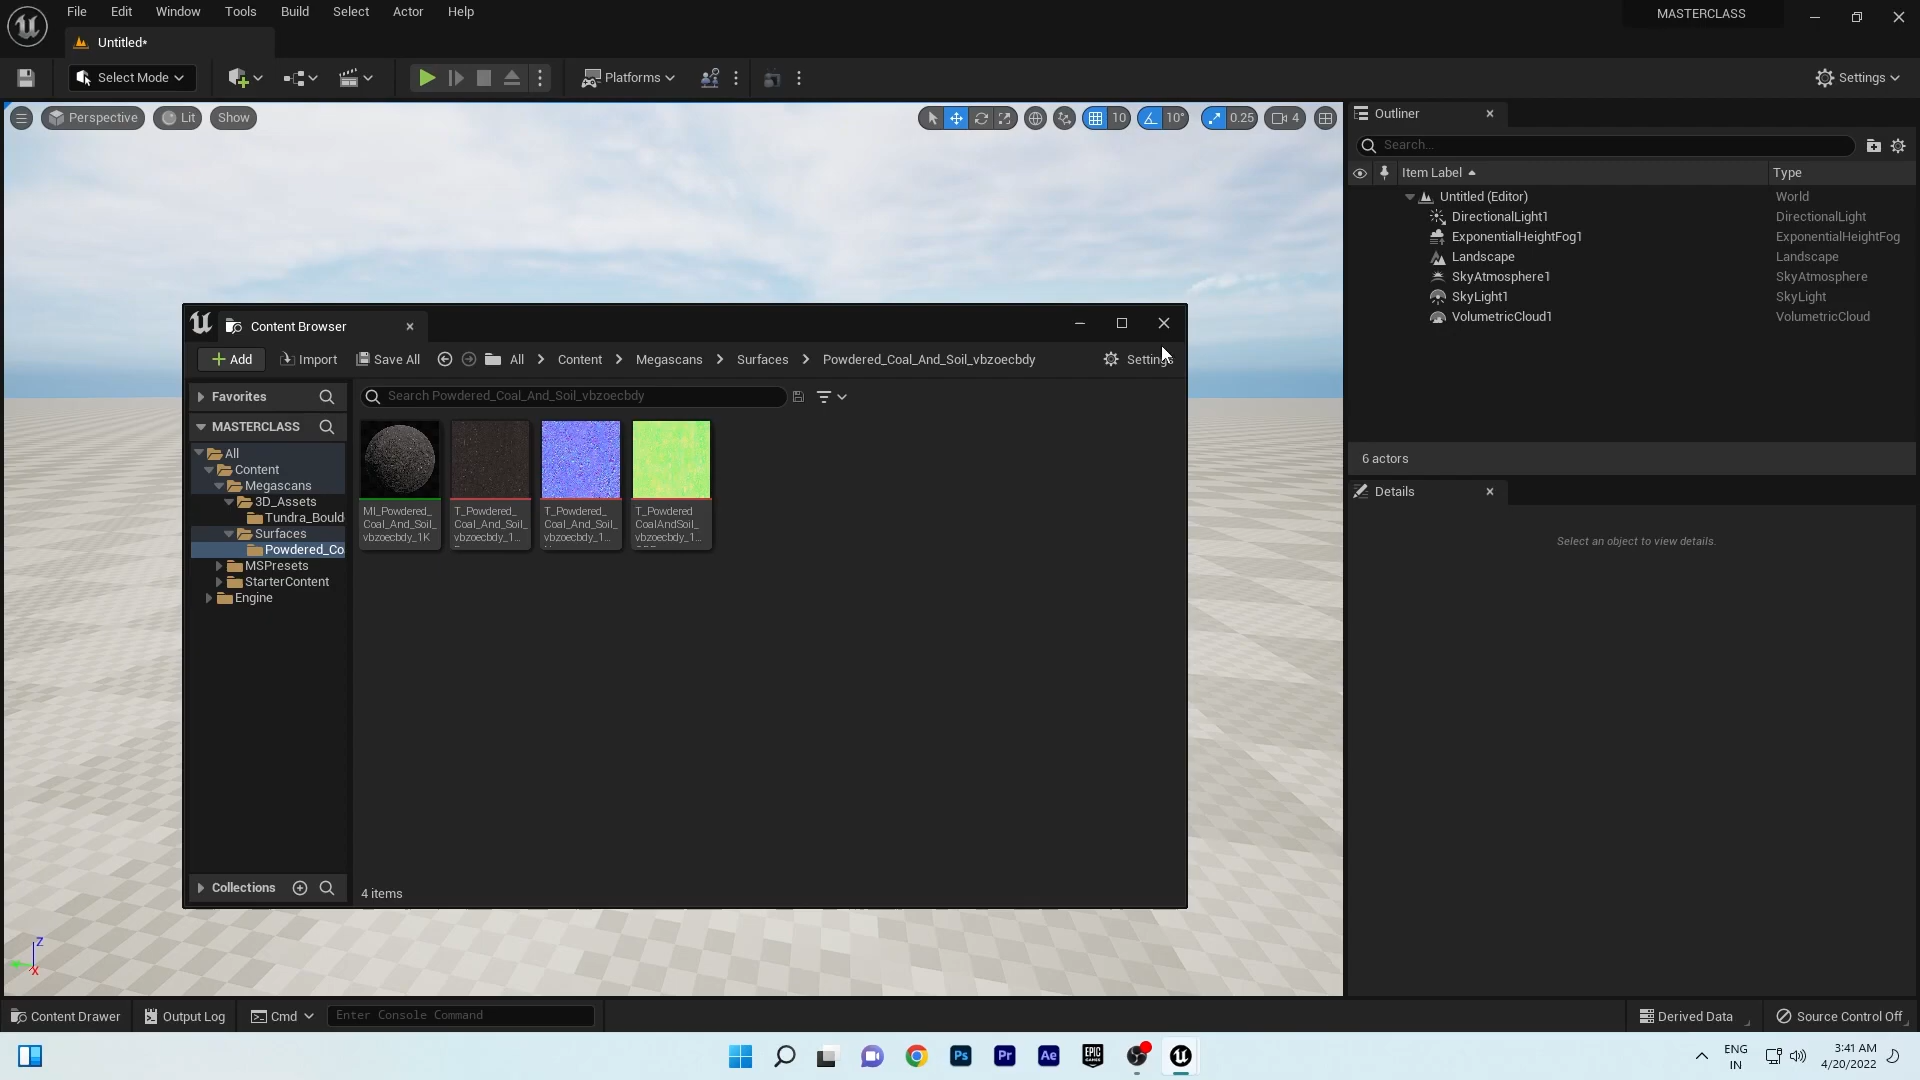 File Edit Window Tools Build Select Actor Help
MASTERCLASS
Untitled*
Select Mode
Platforms
Settings
Perspective Lit Show
10 10° 0.25 4
Outliner
Search...
Item Label Type
Untitled (Editor) World
DirectionalLight1 DirectionalLight
ExponentialHeightFog1 ExponentialHeightFog
Landscape Landscape
SkyAtmosphere1 SkyAtmosphere
SkyLight1 SkyLight
VolumetricCloud1 VolumetricCloud
6 actors
Details
Select an object to view details.
Content Browser
Add Import Save All All Content Megascans Surfaces Powdered_Coal_And_Soil_vbzoecbdy Settings
Favorites
Search Powdered_Coal_And_Soil_vbzoecbdy
MASTERCLASS
All
Content
Megascans
3D_Assets
Tundra_Bould
Surfaces
Powdered_Co
MSPresets
StarterContent
Engine
MI_Powdered_
Coal_And_Soil_
vbzoecbdy_1K
T_Powdered_
Coal_And_Soil_
vbzoecbdy_1...
T_Powdered_
Coal_And_Soil_
vbzoecbdy_1...
T_Powdered
CoalAndSoil_
vbzoecbdy_1...
Collections
4 items
Z
X
Content Drawer Output Log Cmd Enter Console Command Derived Data Source Control Off
Ps Pr Ae EPIC GAMES
ENG
IN
3:41 AM
4/20/2022